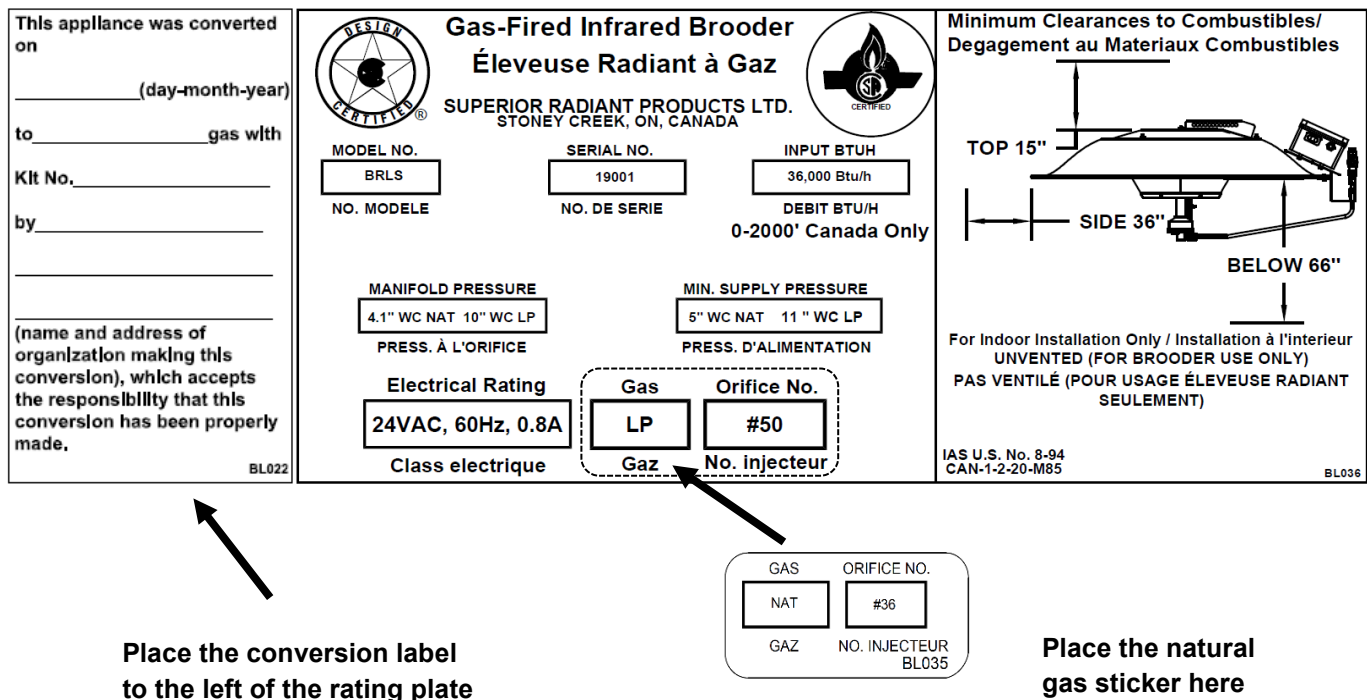 This appliance was converted
on
____________(day-month-year)
to_________________gas with
Kit No.__________________
by______________________
_________________________
_________________________
(name and address of
organization making this
conversion), which accepts
the responsibility that this
conversion has been properly
made.
BL022
DESIGN
CERTIFIED
®
Gas-Fired Infrared Brooder
Éleveuse Radiant à Gaz
SUPERIOR RADIANT PRODUCTS LTD.
STONEY CREEK, ON, CANADA
CERTIFIED
MODEL NO.
BRLS
NO. MODELE
SERIAL NO.
19001
NO. DE SERIE
INPUT BTUH
36,000 Btu/h
DEBIT BTU/H
0-2000' Canada Only
MANIFOLD PRESSURE
4.1" WC NAT 10" WC LP
PRESS. À L'ORIFICE
MIN. SUPPLY PRESSURE
5" WC NAT 11 " WC LP
PRESS. D'ALIMENTATION
Electrical Rating
24VAC, 60Hz, 0.8A
Class electrique
Gas
LP
Gaz
Orifice No.
#50
No. injecteur
Minimum Clearances to Combustibles/
Degagement au Materiaux Combustibles
TOP 15"
SIDE 36"
BELOW 66"
For Indoor Installation Only / Installation à l'interieur
UNVENTED (FOR BROODER USE ONLY)
PAS VENTILÉ (POUR USAGE ÉLEVEUSE RADIANT
SEULEMENT)
IAS U.S. No. 8-94
CAN-1-2-20-M85
BL036
GAS
NAT
GAZ
ORIFICE NO.
#36
NO. INJECTEUR
BL035
Place the conversion label
to the left of the rating plate
Place the natural
gas sticker here